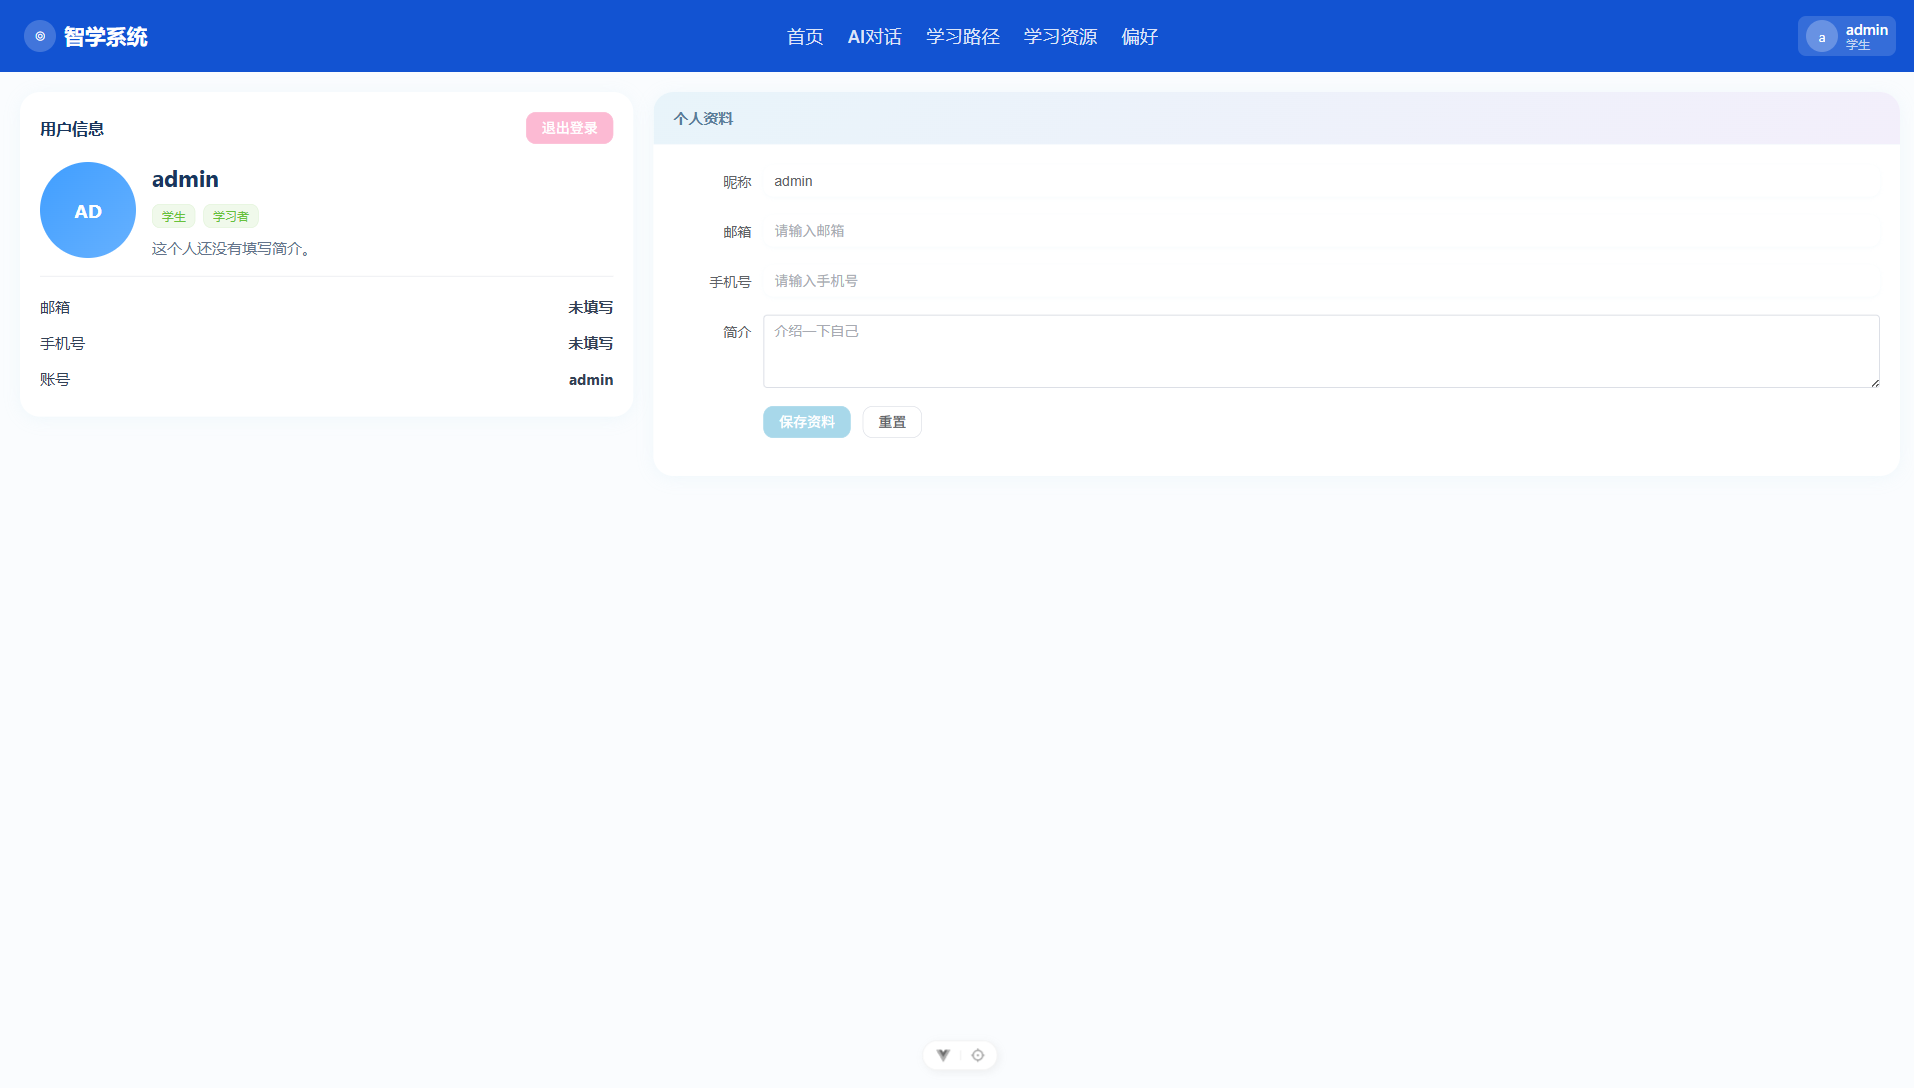 智学系统
首页 AI对话 学习路径 学习资源 偏好
a
admin
学生
用户信息
退出登录
AD
admin
学生 学习者
这个人还没有填写简介。
邮箱 未填写
手机号 未填写
账号 admin
个人资料
昵称 admin
邮箱 请输入邮箱
手机号 请输入手机号
简介 介绍一下自己
保存资料 重置